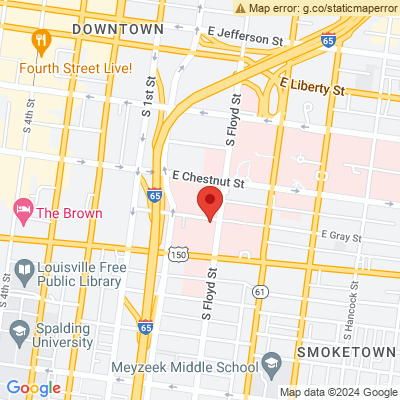 Map error: g.co/staticmaperror
DOWNTOWN
E Jefferson St
65
Fourth Street Live!
E Liberty St
S 4th St
S 1st St
S Floyd St
E Chestnut St
65
The Brown
E Gray St
150
Louisville Free
Public Library
S 4th St
61
S Floyd St
S Hancock St
65
Spalding
University
SMOKETOWN
Meyzeek Middle School
Google
Map data ©2024 Google